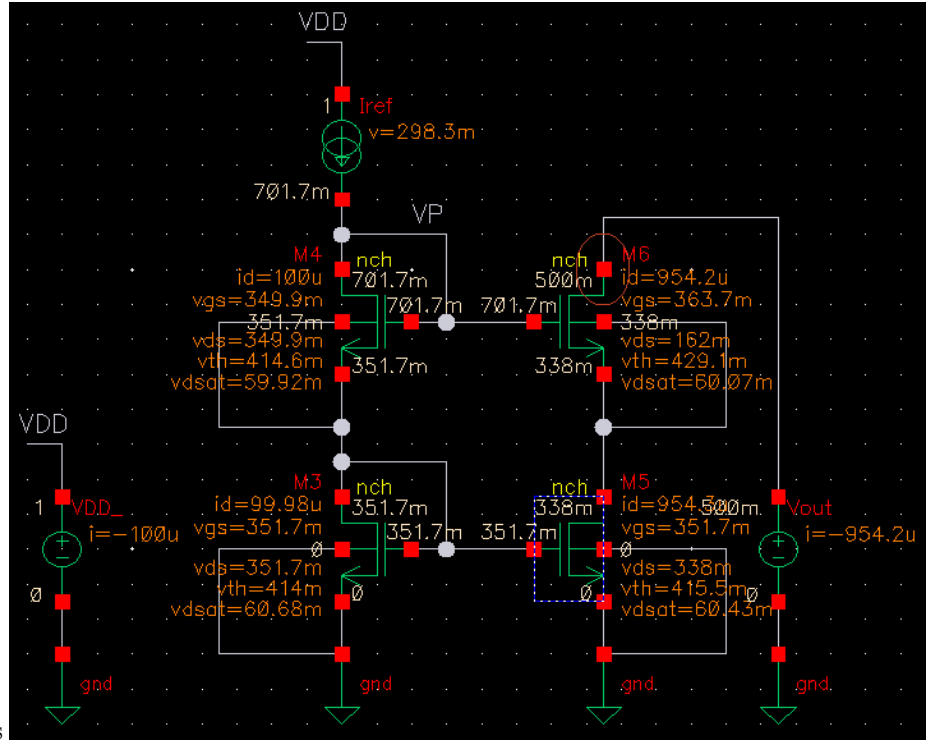 VDD
1
Iref
v=298.3m
701.7m
VP
M4
nch
701.7m
id=100u
vgs=349.9m
701.7m
351.7m
vds=349.9m
vth=414.6m
351.7m
vdsat=59.92m
M6
nch
500m
id=954.2u
vgs=363.7m
701.7m
338m
vds=162m
vth=429.1m
338m
vdsat=60.07m
VDD
1
VDD_
i=-100u
0
gnd
M3
nch
351.7m
id=99.98u
vgs=351.7m
351.7m
0
vds=351.7m
vth=414m
0
vdsat=60.68m
gnd
M5
nch
338m
vgs=351.7m
351.7m
0
vds=338m
vth=415.5m
0
vdsat=60.43m
gnd
500m
Vout
i=-954.2u
0
gnd
s